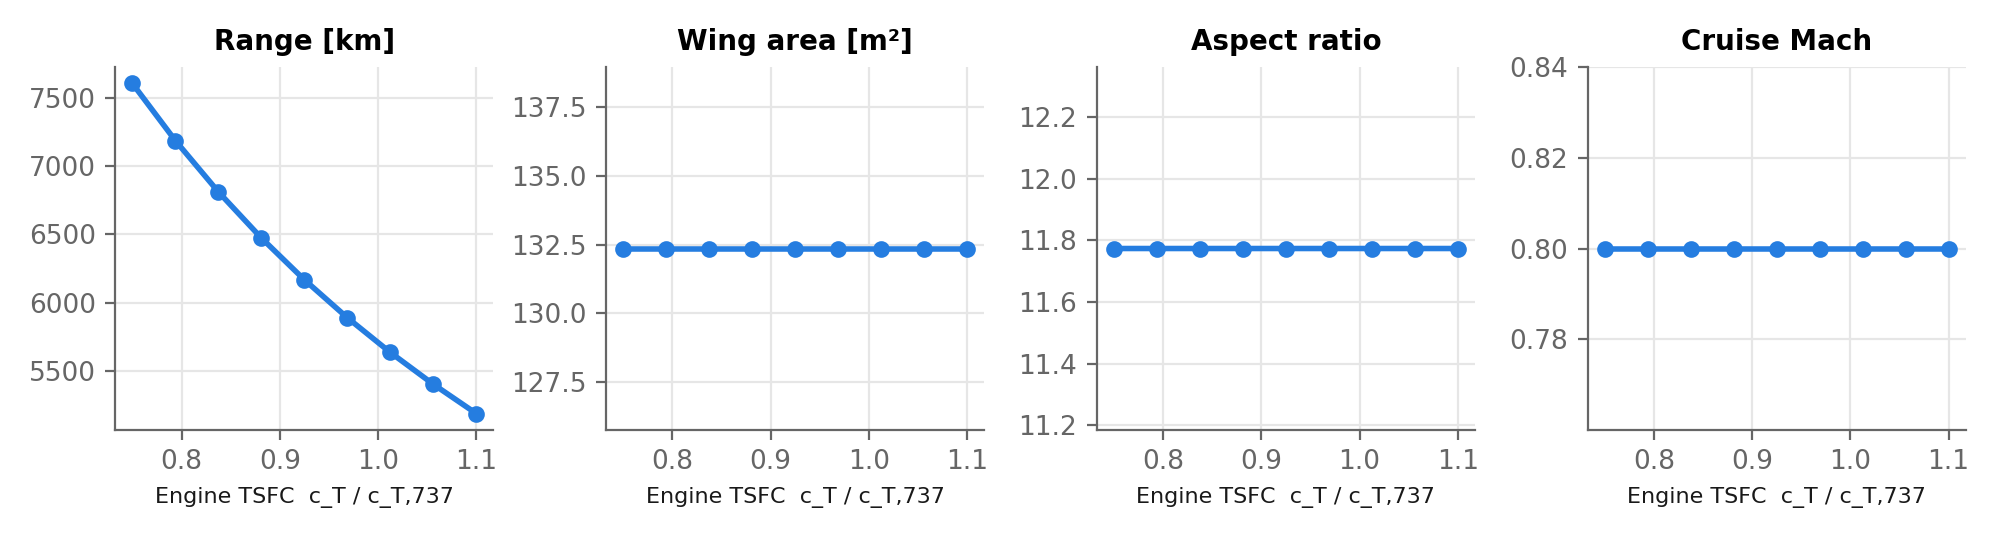 Range [km]
7500
7000
6500
6000
5500
0.8 0.9 1.0 1.1
Engine TSFC c_T / c_T,737
Wing area [m²]
137.5
135.0
132.5
130.0
127.5
0.8 0.9 1.0 1.1
Engine TSFC c_T / c_T,737
Aspect ratio
12.2
12.0
11.8
11.6
11.4
11.2
0.8 0.9 1.0 1.1
Engine TSFC c_T / c_T,737
Cruise Mach
0.84
0.82
0.80
0.78
0.8 0.9 1.0 1.1
Engine TSFC c_T / c_T,737